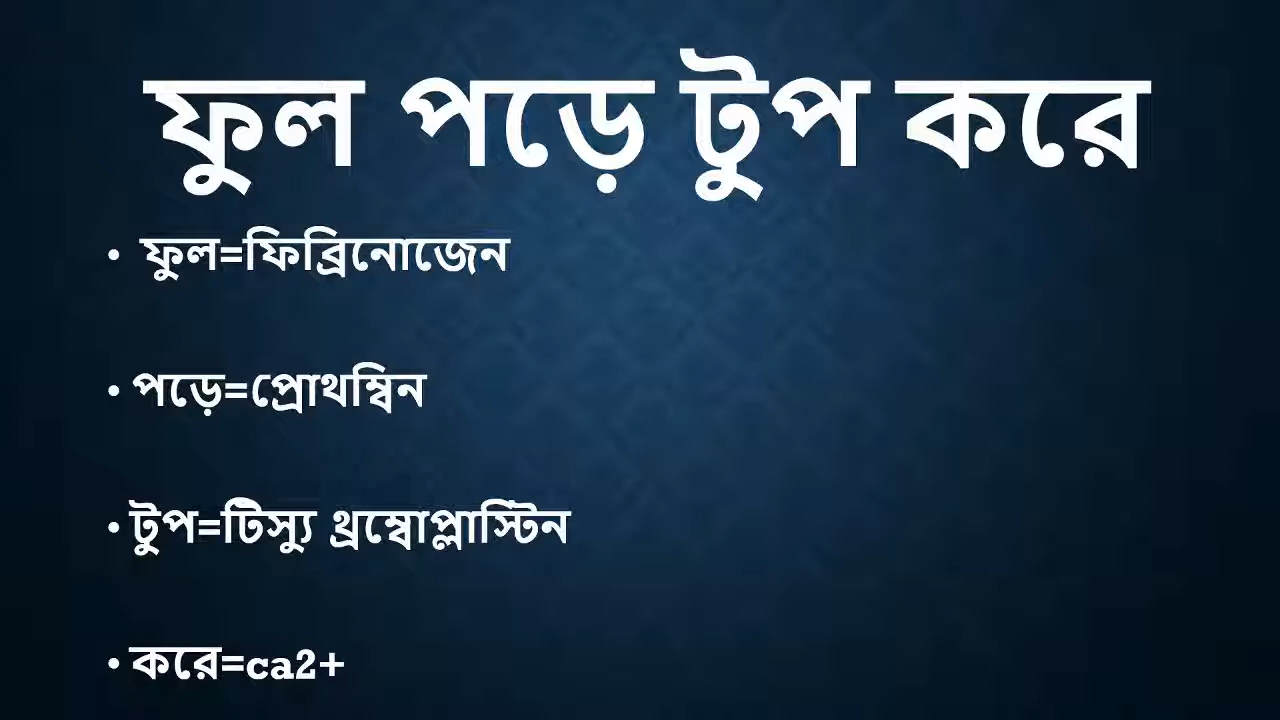 ফুল পড়ে টুপ করে
• ফুল=ফিব্রিনোজেন
• পড়ে=প্রোথম্বিন
• টুপ=টিস্যু থ্রম্বোপ্লাস্টিন
• করে=ca2+